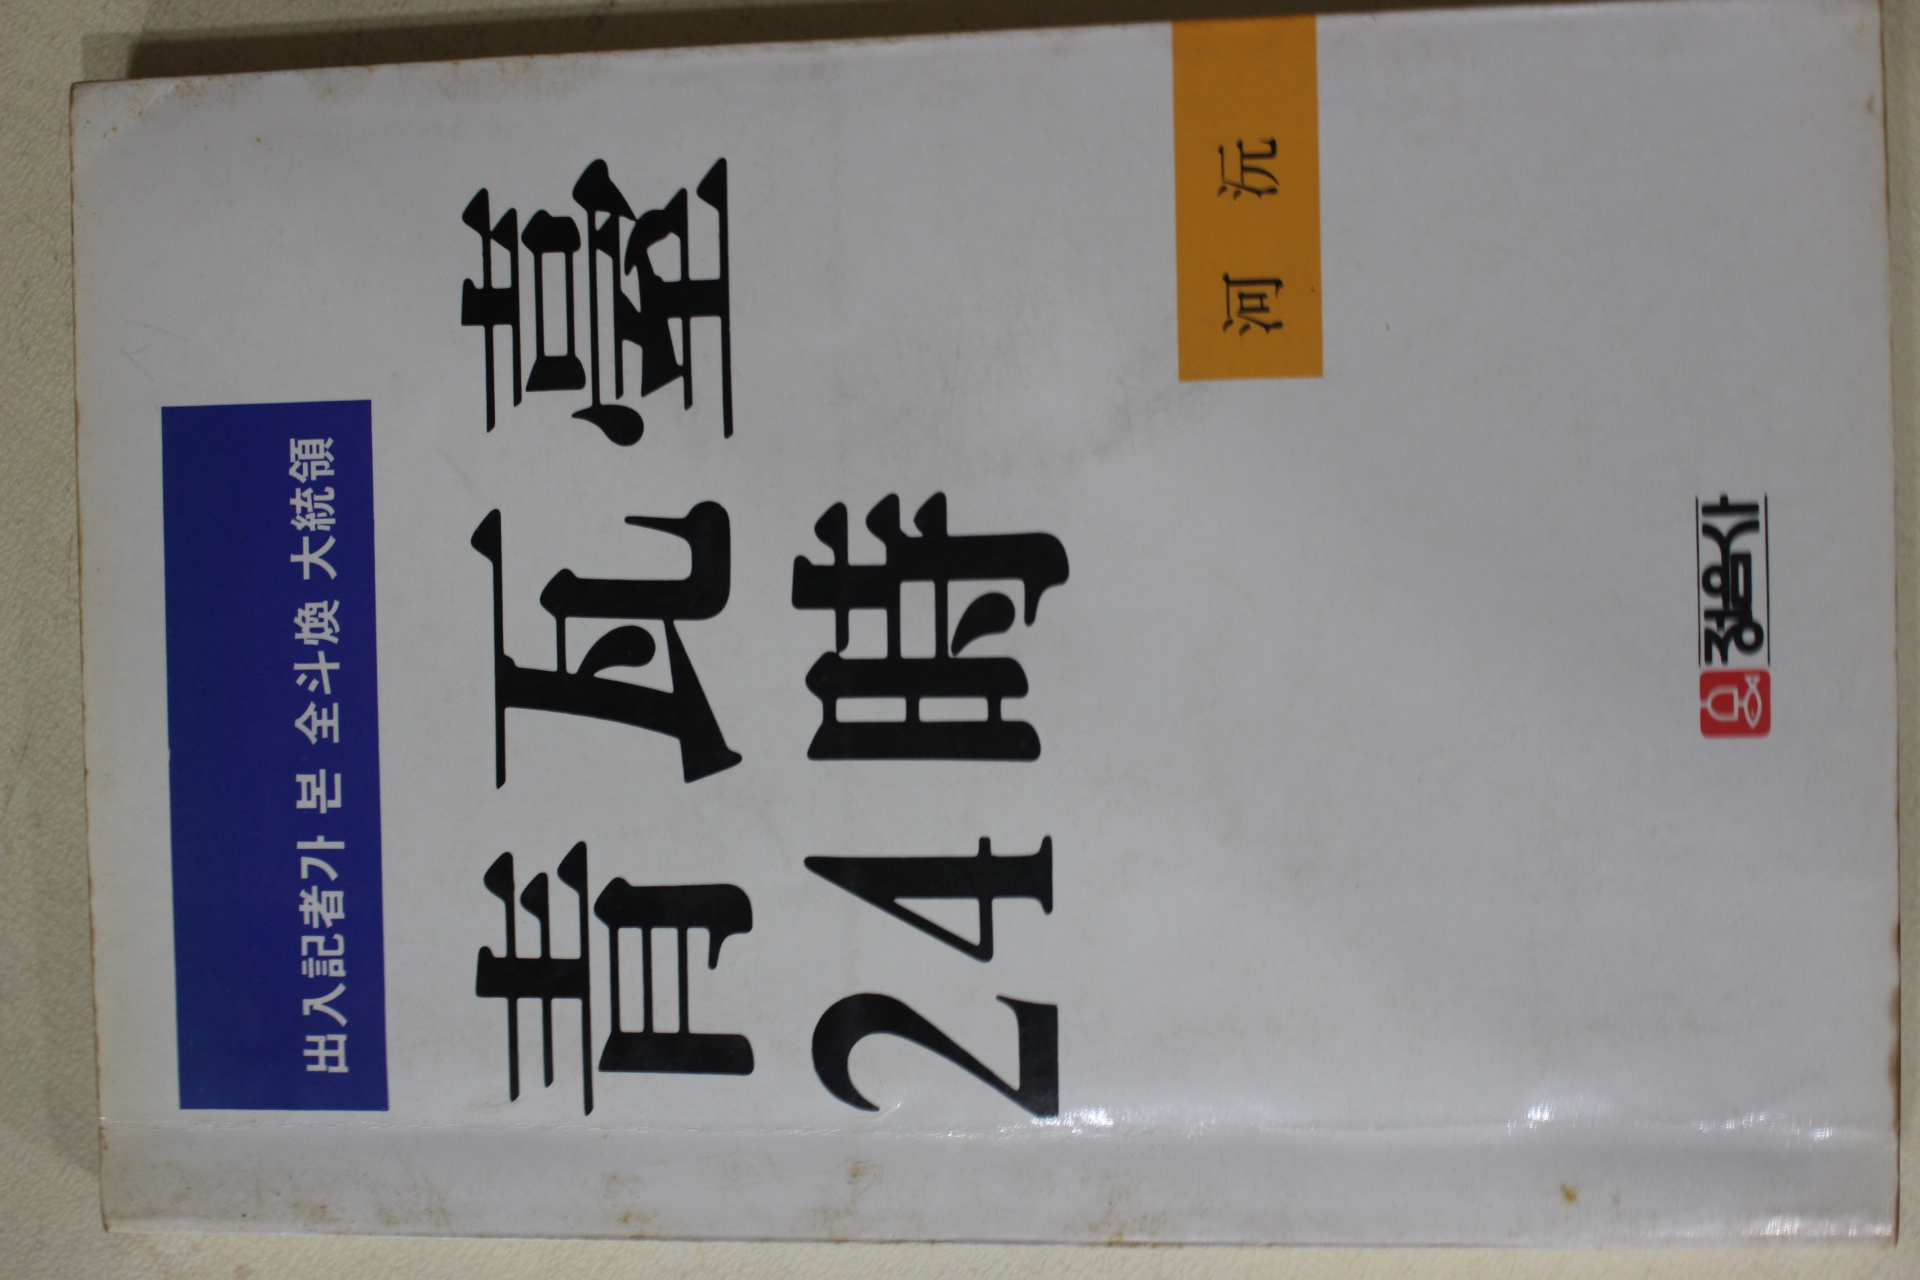 出入記者가 본 全斗煥 大統領
靑瓦臺
24時
河沅
정음사